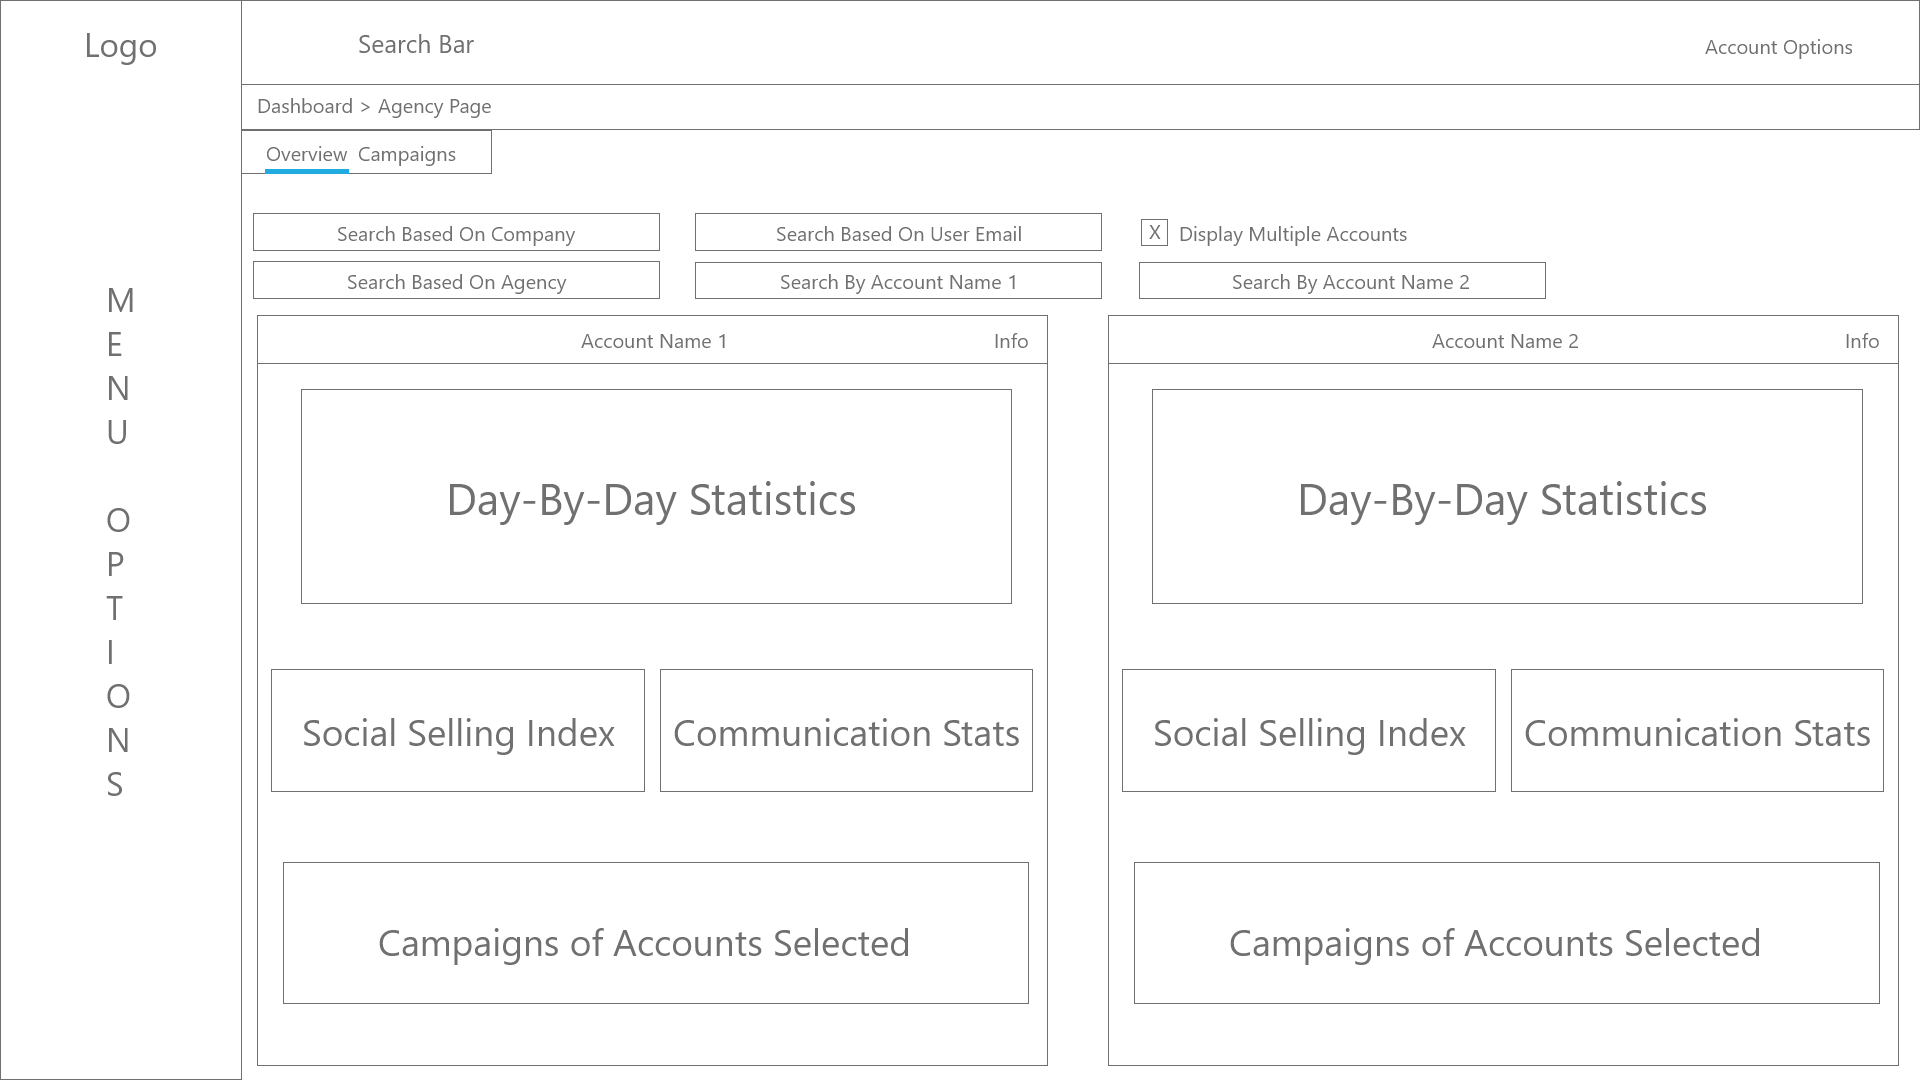 Logo
Search Bar
Account Options
Dashboard > Agency Page
Overview Campaigns
Search Based On Company
Search Based On User Email
X Display Multiple Accounts
Search Based On Agency
Search By Account Name 1
Search By Account Name 2
M
E
N
U
O
P
T
I
O
N
S
Account Name 1
Info
Day-By-Day Statistics
Social Selling Index
Communication Stats
Campaigns of Accounts Selected
Account Name 2
Info
Day-By-Day Statistics
Social Selling Index
Communication Stats
Campaigns of Accounts Selected